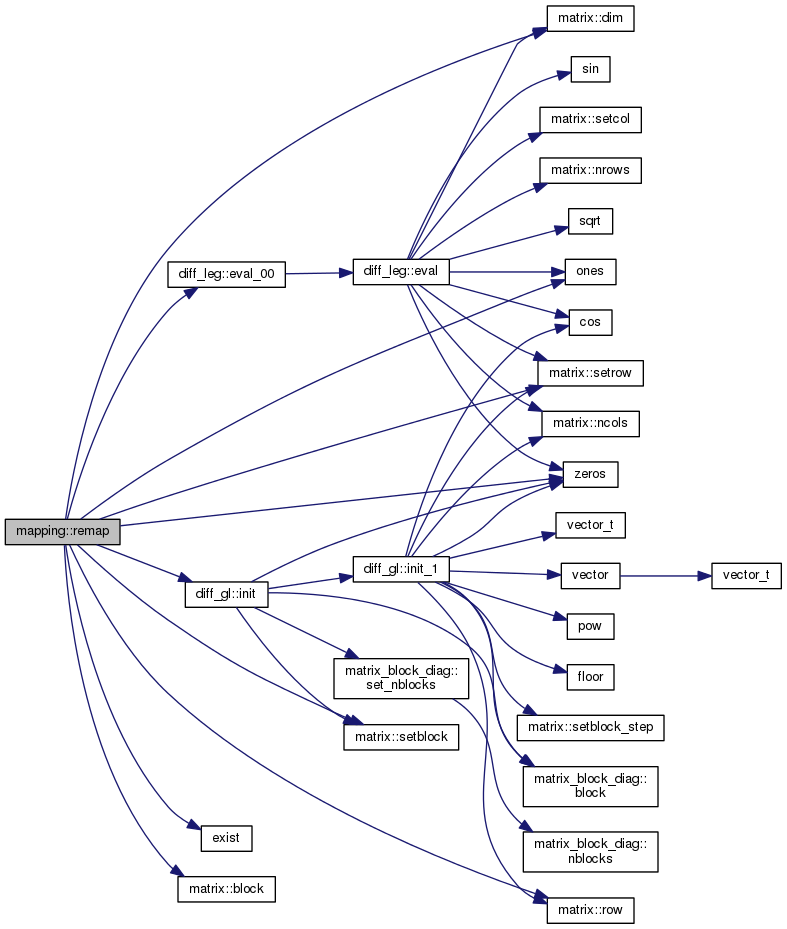 matrix::dim
sin
matrix::setcol
matrix::nrows
sqrt
diff_leg::eval_00
diff_leg::eval
ones
cos
matrix::setrow
matrix::ncols
zeros
mapping::remap
vector_t
diff_gl::init_1
vector
vector_t
diff_gl::init
pow
matrix_block_diag::
set_nblocks
floor
matrix::setblock
matrix::setblock_step
matrix_block_diag::
block
exist
matrix_block_diag::
nblocks
matrix::block
matrix::row